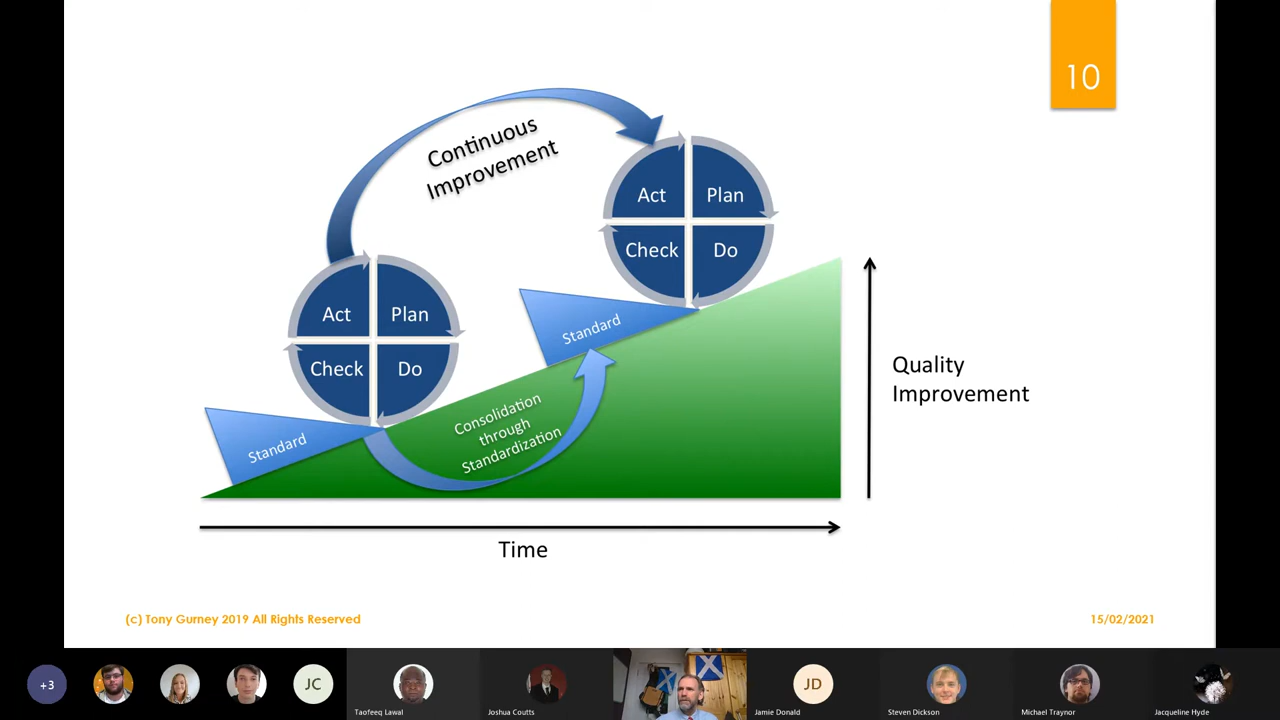 10
Continuous
Improvement
Act
Plan
Check
Do
Act
Plan
Check
Do
Standard
Standard
Consolidation
through
Standardization
Quality
Improvement
Time
(c) Tony Gurney 2019 All Rights Reserved
15/02/2021
+3
JC
Taofeeq Lawal
Joshua Coutts
JD
Jamie Donald
Steven Dickson
Michael Traynor
Jacqueline Hyde